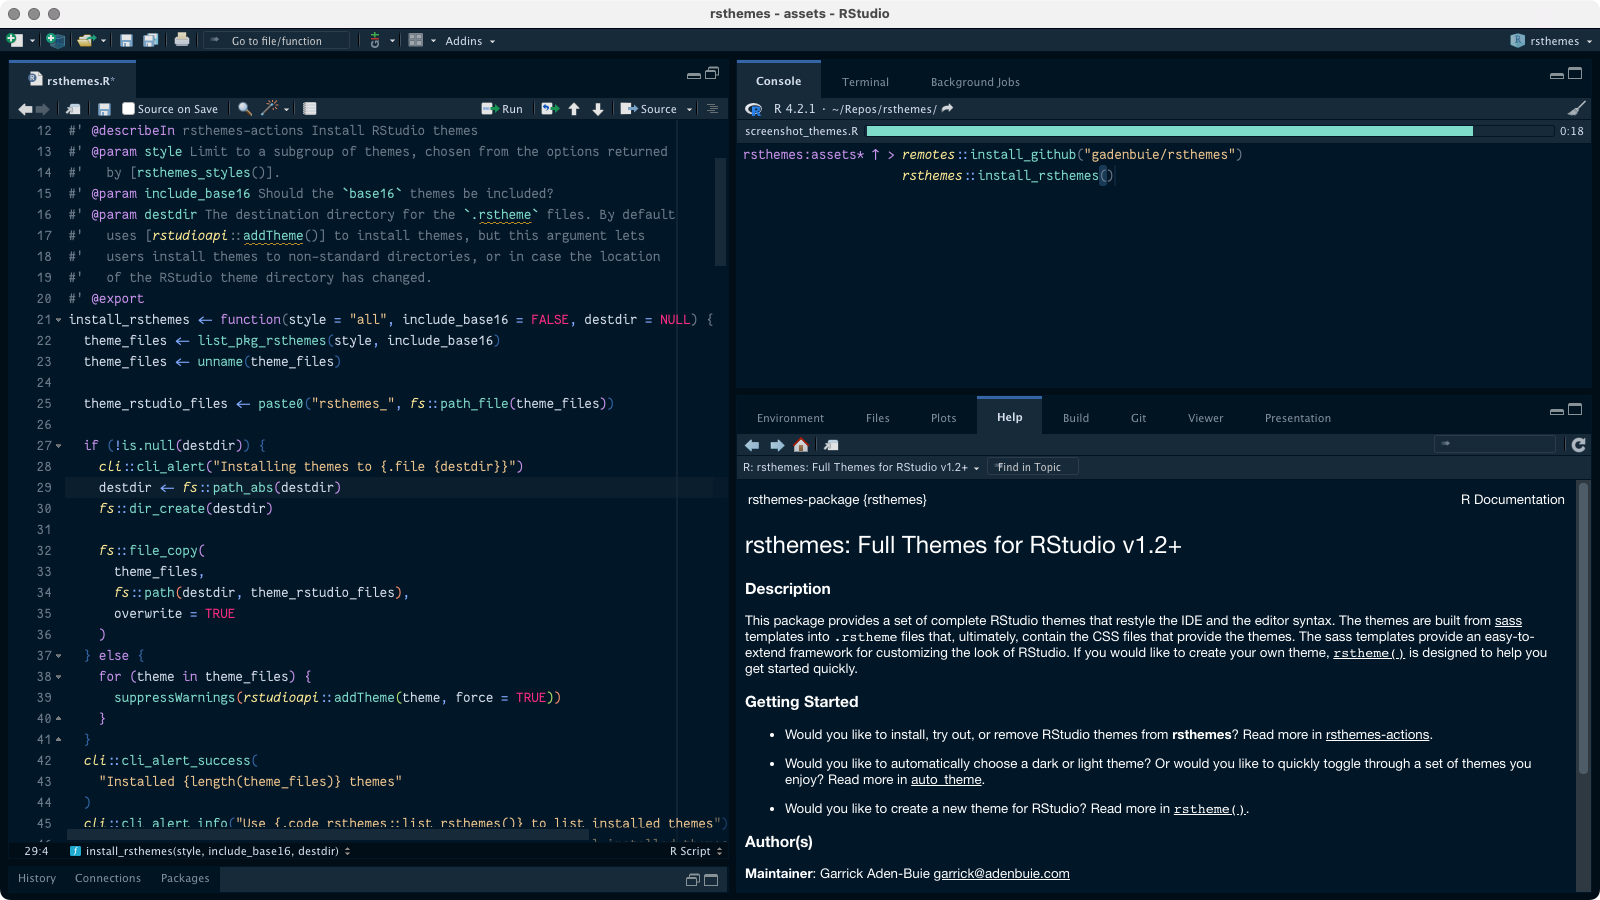 rsthemes - assets - RStudio
Go to file/function
Addins
rsthemes
rsthemes.R*
Source on Save
Run
Source
12 #' @describeIn rsthemes-actions Install RStudio themes
13 #' @param style Limit to a subgroup of themes, chosen from the options returned
14 #'   by [rsthemes_styles()].
15 #' @param include_base16 Should the `base16` themes be included?
16 #' @param destdir The destination directory for the `.rstheme` files. By default
17 #'   uses [rstudioapi::addTheme()] to install themes, but this argument lets
18 #'   users install themes to non-standard directories, or in case the location
19 #'   of the RStudio theme directory has changed.
20 #' @export
21 install_rsthemes <- function(style = "all", include_base16 = FALSE, destdir = NULL) {
22   theme_files <- list_pkg_rsthemes(style, include_base16)
23   theme_files <- unname(theme_files)
24
25   theme_rstudio_files <- paste0("rsthemes_", fs::path_file(theme_files))
26
27   if (!is.null(destdir)) {
28     cli::cli_alert("Installing themes to {.file {destdir}}")
29     destdir <- fs::path_abs(destdir)
30     fs::dir_create(destdir)
31
32     fs::file_copy(
33       theme_files,
34       fs::path(destdir, theme_rstudio_files),
35       overwrite = TRUE
36     )
37   } else {
38     for (theme in theme_files) {
39       suppressWarnings(rstudioapi::addTheme(theme, force = TRUE))
40     }
41   }
42   cli::cli_alert_success(
43     "Installed {length(theme_files)} themes"
44   )
45   cli::cli_alert_info("Use {.code rsthemes::list_rsthemes()} to list installed themes")
29:4
install_rsthemes(style, include_base16, destdir)
R Script
History
Connections
Packages
Console
Terminal
Background Jobs
R 4.2.1 · ~/Repos/rsthemes/
screenshot_themes.R
0:18
rsthemes:assets* ↑ > remotes::install_github("gadenbuie/rsthemes")
rsthemes::install_rsthemes()
Environment
Files
Plots
Help
Build
Git
Viewer
Presentation
R: rsthemes: Full Themes for RStudio v1.2+
Find in Topic
rsthemes-package {rsthemes}
R Documentation
rsthemes: Full Themes for RStudio v1.2+
Description
This package provides a set of complete RStudio themes that restyle the IDE and the editor syntax. The themes are built from sass
templates into .rstheme files that, ultimately, contain the CSS files that provide the themes. The sass templates provide an easy-to-
extend framework for customizing the look of RStudio. If you would like to create your own theme, rstheme() is designed to help you
get started quickly.
Getting Started
• Would you like to install, try out, or remove RStudio themes from rsthemes? Read more in rsthemes-actions.
• Would you like to automatically choose a dark or light theme? Or would you like to quickly toggle through a set of themes you
enjoy? Read more in auto_theme.
• Would you like to create a new theme for RStudio? Read more in rstheme().
Author(s)
Maintainer: Garrick Aden-Buie garrick@adenbuie.com